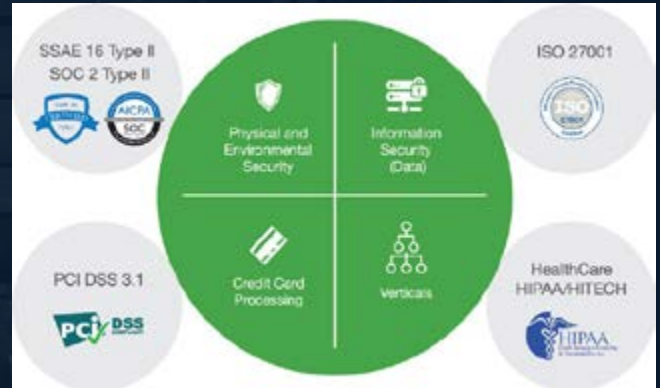 SSAE 16 Type II
SOC 2 Type II
AICPA
SOC
ISO 27001
ISO
Physical and
Environmental
Security
Information
Security
(Data)
Credit Card
Processing
Verticals
PCI DSS 3.1
PCI DSS
HealthCare
HIPAA/HITECH
HIPAA